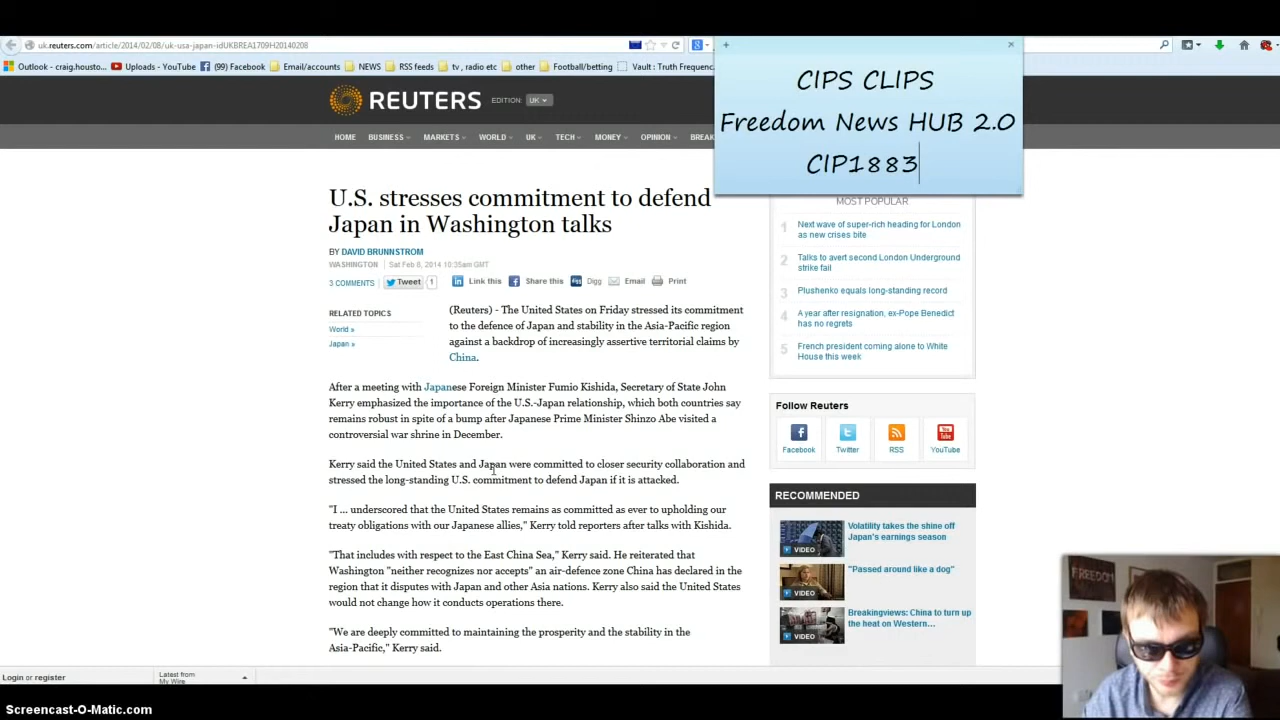 uk.reuters.com/article/2014/02/08/uk-usa-japan-idUKBREA1709H20140208
Outlook - craig.housto... Uploads - YouTube (99) Facebook Email/accounts NEWS RSS feeds tv , radio etc other Football/betting Vault : Truth Frequenc..
CIPS CLIPS
Freedom News HUB 2.0
CIP1883
REUTERS EDITION: UK
HOME BUSINESS MARKETS WORLD UK TECH MONEY OPINION BREAK
U.S. stresses commitment to defend
Japan in Washington talks
BY DAVID BRUNNSTROM
WASHINGTON Sat Feb 8, 2014 10:35am GMT
3 COMMENTS Tweet 1 Link this Share this Digg Email Print
RELATED TOPICS
World »
Japan »
(Reuters) - The United States on Friday stressed its commitment
to the defence of Japan and stability in the Asia-Pacific region
against a backdrop of increasingly assertive territorial claims by
China.
After a meeting with Japanese Foreign Minister Fumio Kishida, Secretary of State John
Kerry emphasized the importance of the U.S.-Japan relationship, which both countries say
remains robust in spite of a bump after Japanese Prime Minister Shinzo Abe visited a
controversial war shrine in December.
Kerry said the United States and Japan were committed to closer security collaboration and
stressed the long-standing U.S. commitment to defend Japan if it is attacked.
"I ... underscored that the United States remains as committed as ever to upholding our
treaty obligations with our Japanese allies," Kerry told reporters after talks with Kishida.
"That includes with respect to the East China Sea," Kerry said. He reiterated that
Washington "neither recognizes nor accepts" an air-defence zone China has declared in the
region that it disputes with Japan and other Asia nations. Kerry also said the United States
would not change how it conducts operations there.
"We are deeply committed to maintaining the prosperity and the stability in the
Asia-Pacific," Kerry said.
MOST POPULAR
1 Next wave of super-rich heading for London
as new crises bite
2 Talks to avert second London Underground
strike fail
3 Plushenko equals long-standing record
4 A year after resignation, ex-Pope Benedict
has no regrets
5 French president coming alone to White
House this week
Follow Reuters
Facebook Twitter RSS YouTube
RECOMMENDED
Volatility takes the shine off
Japan's earnings season
VIDEO
"Passed around like a dog"
VIDEO
Breakingviews: China to turn up
the heat on Western...
VIDEO
FREEDOM
Login or register
Latest from
My Wire
Screencast-O-Matic.com